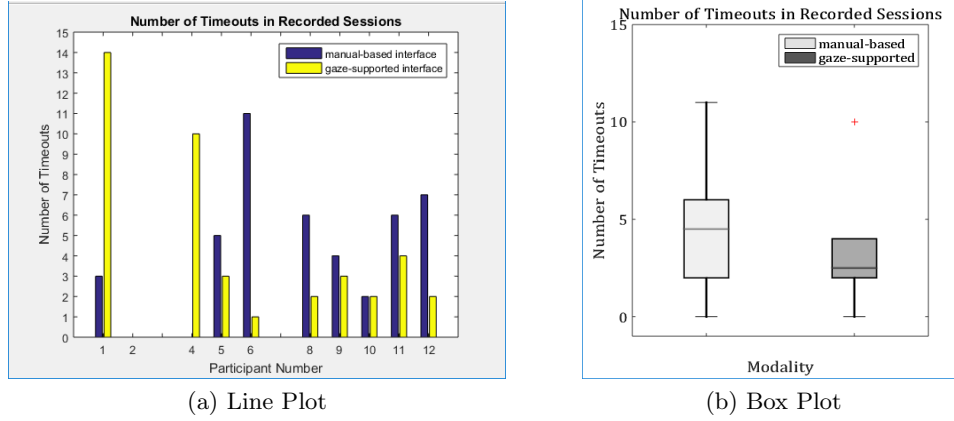 Number of Timeouts in Recorded Sessions
15
14
13
12
11
10
9
8
7
6
5
4
3
2
1
0
Number of Timeouts
manual-based interface
gaze-supported interface
1 2 4 5 6 8 9 10 11 12
Participant Number
(a) Line Plot
Number of Timeouts in Recorded Sessions
15
10
5
0
Number of Timeouts
manual-based
gaze-supported
Modality
(b) Box Plot